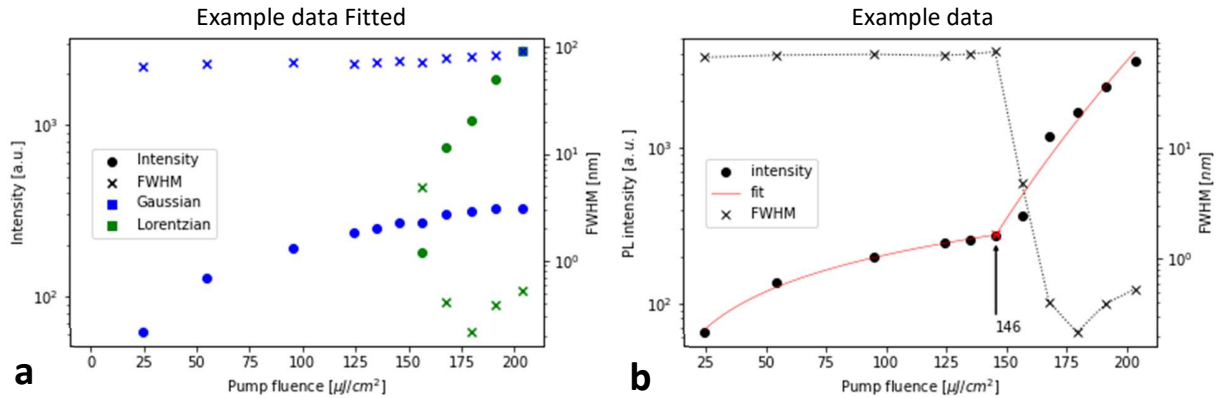 Example data Fitted
Intensity [a.u.]
10³
10²
Intensity
FWHM
Gaussian
Lorentzian
10²
10¹
10⁰
FWHM [nm]
0 25 50 75 100 125 150 175 200
Pump fluence [μJ/cm²]
a
Example data
PL intensity [a.u.]
10³
10²
intensity
fit
FWHM
146
10¹
10⁰
FWHM [nm]
25 50 75 100 125 150 175 200
Pump fluence [μJ/cm²]
b